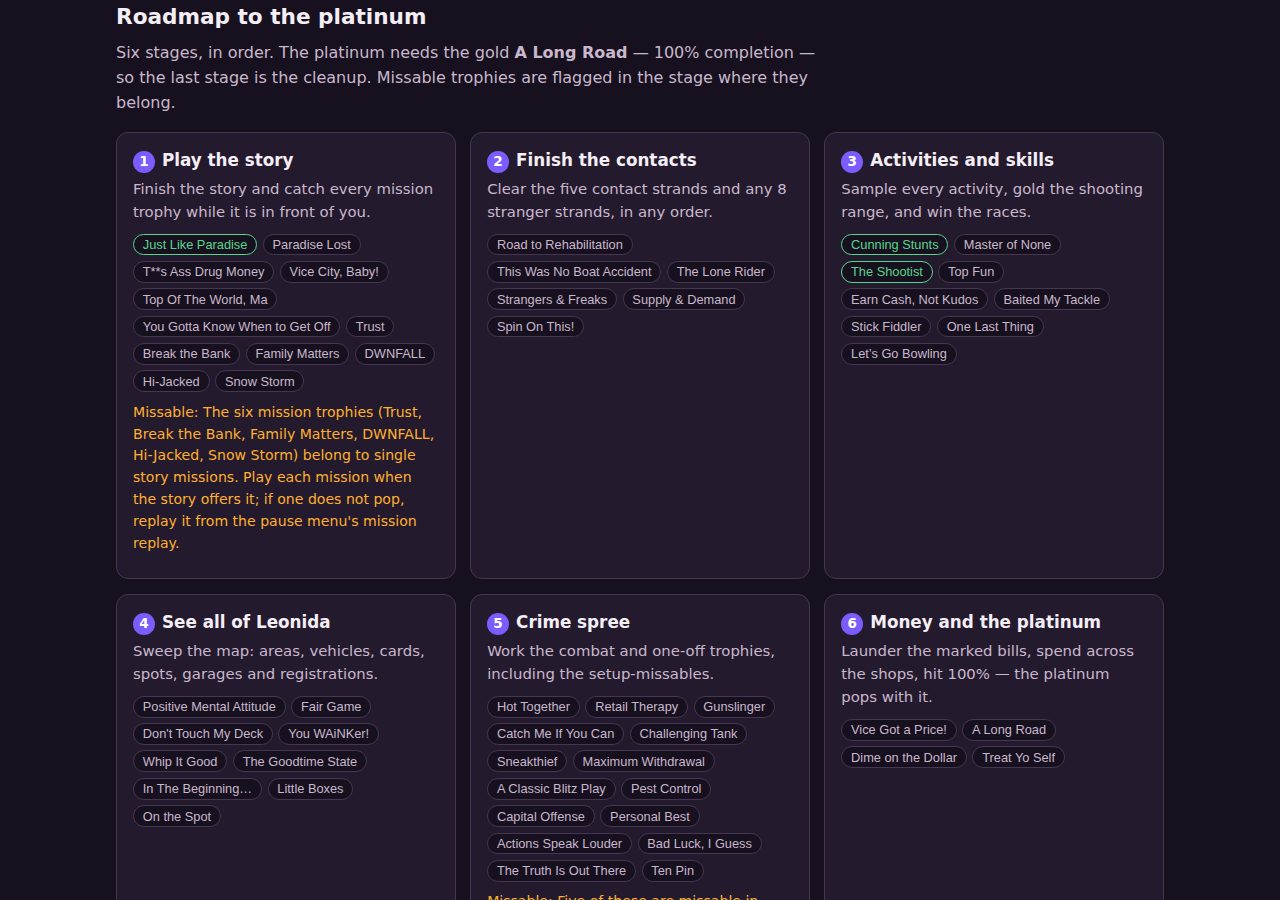 Roadmap to the platinum
Six stages, in order. The platinum needs the gold A Long Road — 100% completion —
so the last stage is the cleanup. Missable trophies are flagged in the stage where they
belong.
1 Play the story
Finish the story and catch every mission
trophy while it is in front of you.
Just Like Paradise Paradise Lost
T**s Ass Drug Money Vice City, Baby!
Top Of The World, Ma
You Gotta Know When to Get Off Trust
Break the Bank Family Matters DWNFALL
Hi-Jacked Snow Storm
Missable: The six mission trophies (Trust,
Break the Bank, Family Matters, DWNFALL,
Hi-Jacked, Snow Storm) belong to single
story missions. Play each mission when
the story offers it; if one does not pop,
replay it from the pause menu's mission
replay.
2 Finish the contacts
Clear the five contact strands and any 8
stranger strands, in any order.
Road to Rehabilitation
This Was No Boat Accident The Lone Rider
Strangers & Freaks Supply & Demand
Spin On This!
3 Activities and skills
Sample every activity, gold the shooting
range, and win the races.
Cunning Stunts Master of None
The Shootist Top Fun
Earn Cash, Not Kudos Baited My Tackle
Stick Fiddler One Last Thing
Let's Go Bowling
4 See all of Leonida
Sweep the map: areas, vehicles, cards,
spots, garages and registrations.
Positive Mental Attitude Fair Game
Don't Touch My Deck You WAiNKer!
Whip It Good The Goodtime State
In The Beginning… Little Boxes
On the Spot
5 Crime spree
Work the combat and one-off trophies,
including the setup-missables.
Hot Together Retail Therapy Gunslinger
Catch Me If You Can Challenging Tank
Sneakthief Maximum Withdrawal
A Classic Blitz Play Pest Control
Capital Offense Personal Best
Actions Speak Louder Bad Luck, I Guess
The Truth Is Out There Ten Pin
Missable: Five of these are missable in
6 Money and the platinum
Launder the marked bills, spend across
the shops, hit 100% — the platinum
pops with it.
Vice Got a Price! A Long Road
Dime on the Dollar Treat Yo Self